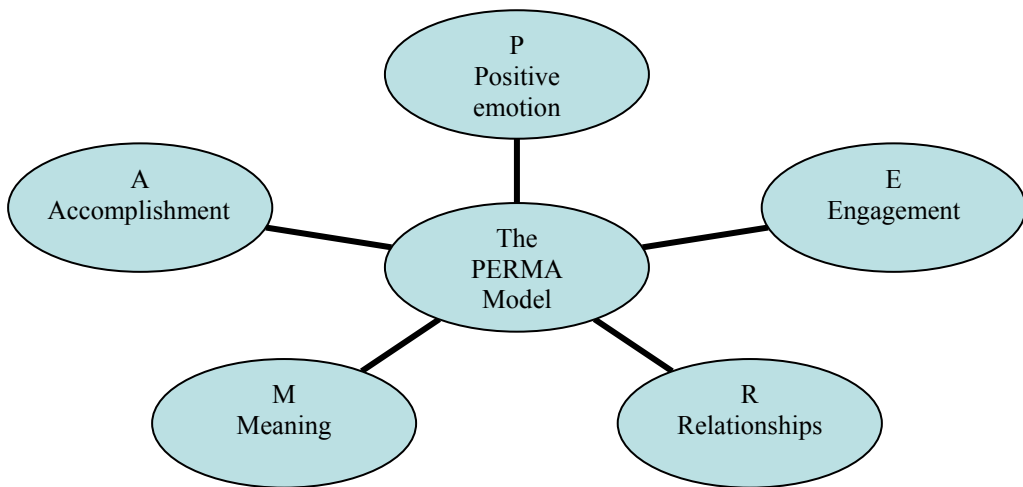 P
Positive
emotion
A
Accomplishment
E
Engagement
The
PERMA
Model
M
Meaning
R
Relationships